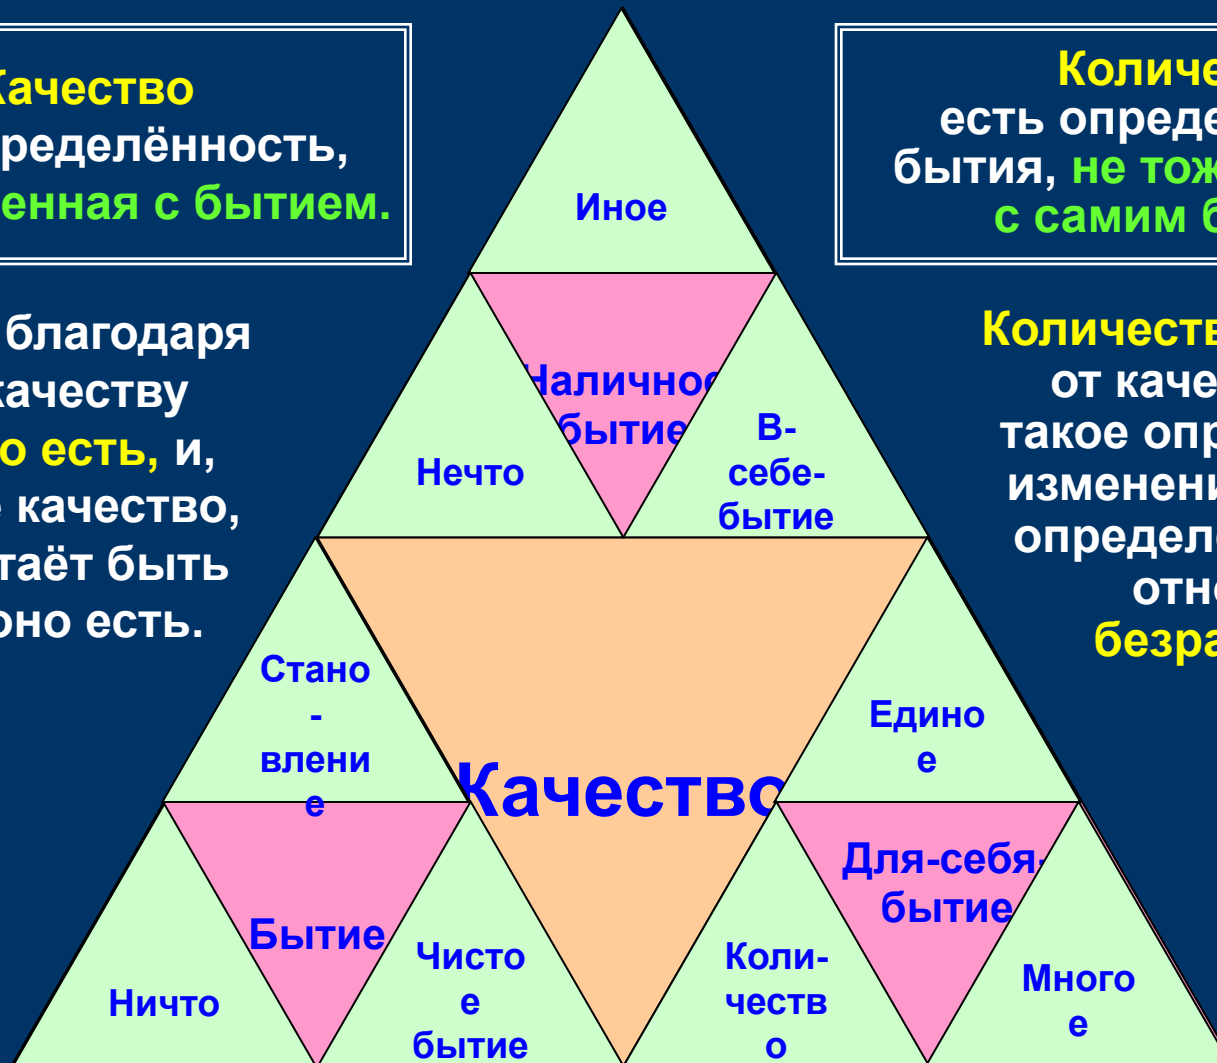 Качество
ределённость,
енная с бытием.
Количе
есть опреде
бытия, не тож
с самим б
благодаря
качеству
о есть, и,
е качество,
таёт быть
оно есть.
Количеств
от каче
такое опр
изменени
определ
отн
безра
Иное
Наличное
бытие
Нечто
В-
себе-
бытие
Стано
-
влени
е
Качество
Едино
е
Бытие
Ничто
Чисто
е
бытие
Для-себя-
бытие
Коли-
честв
о
Много
е